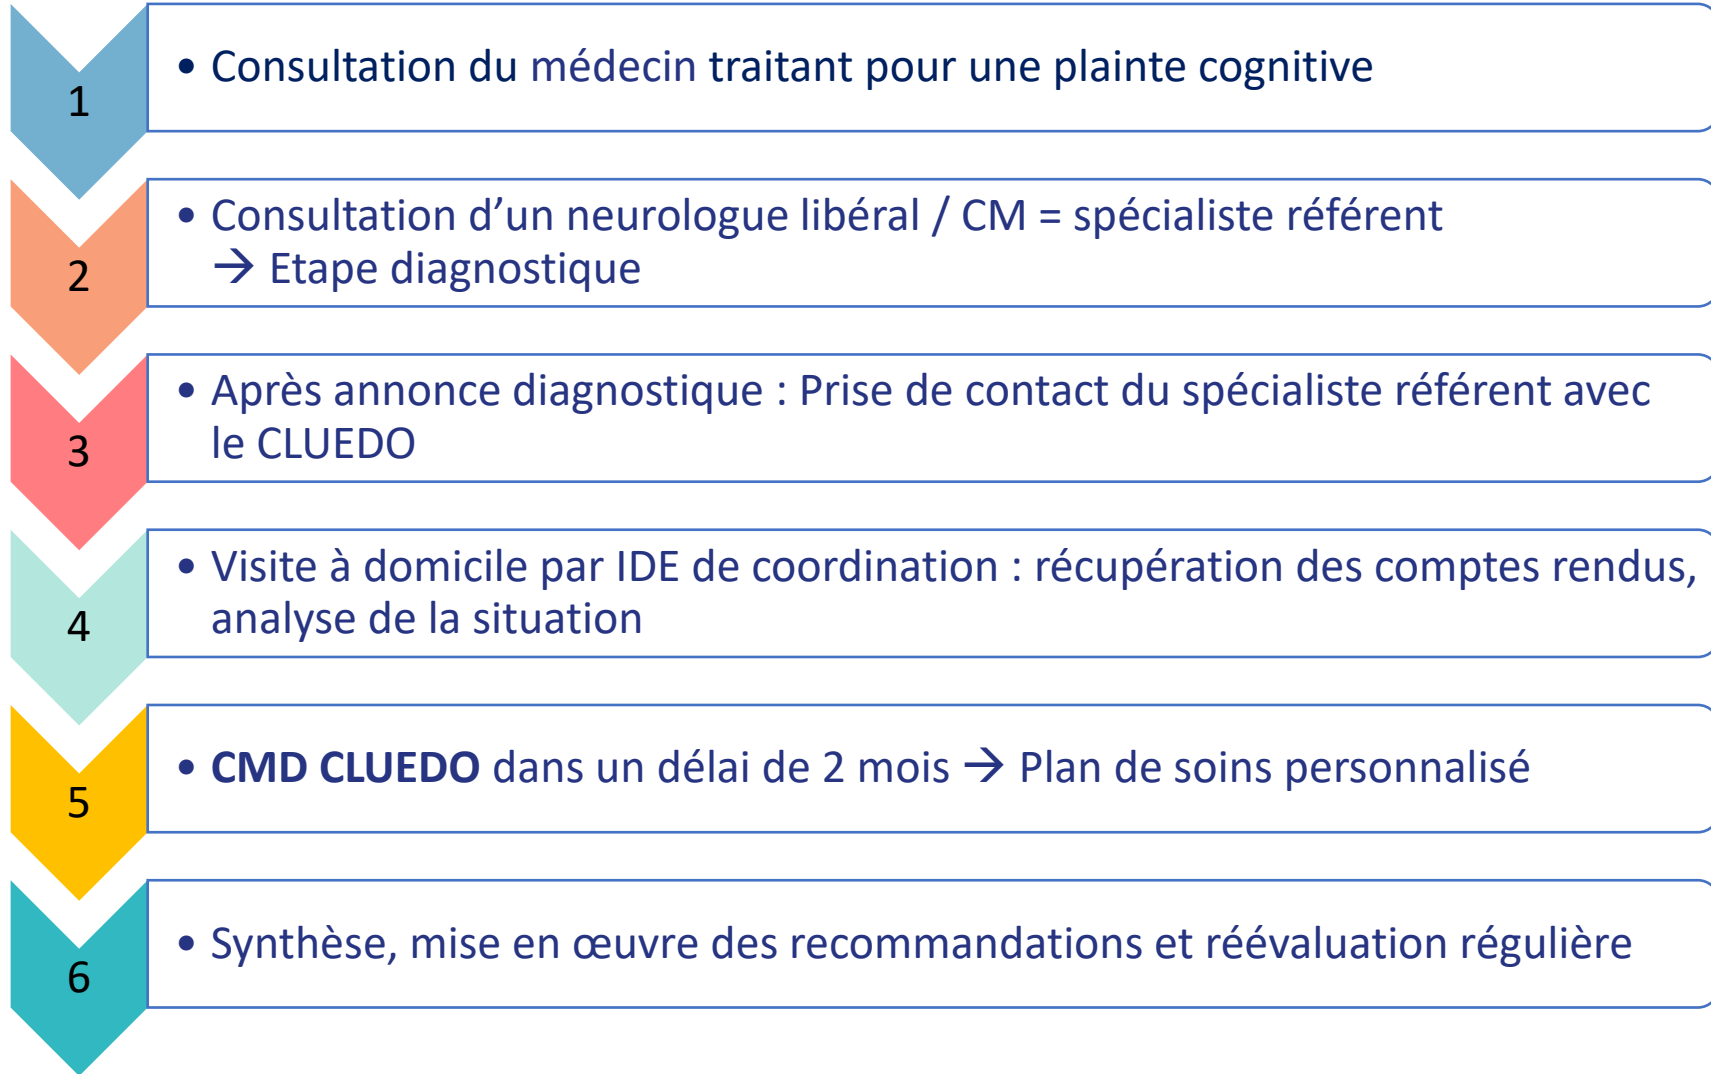 1
• Consultation du médecin traitant pour une plainte cognitive
2
• Consultation d’un neurologue libéral / CM = spécialiste référent
→ Etape diagnostique
3
• Après annonce diagnostique : Prise de contact du spécialiste référent avec
le CLUEDO
4
• Visite à domicile par IDE de coordination : récupération des comptes rendus,
analyse de la situation
5
• CMD CLUEDO dans un délai de 2 mois → Plan de soins personnalisé
6
• Synthèse, mise en œuvre des recommandations et réévaluation régulière